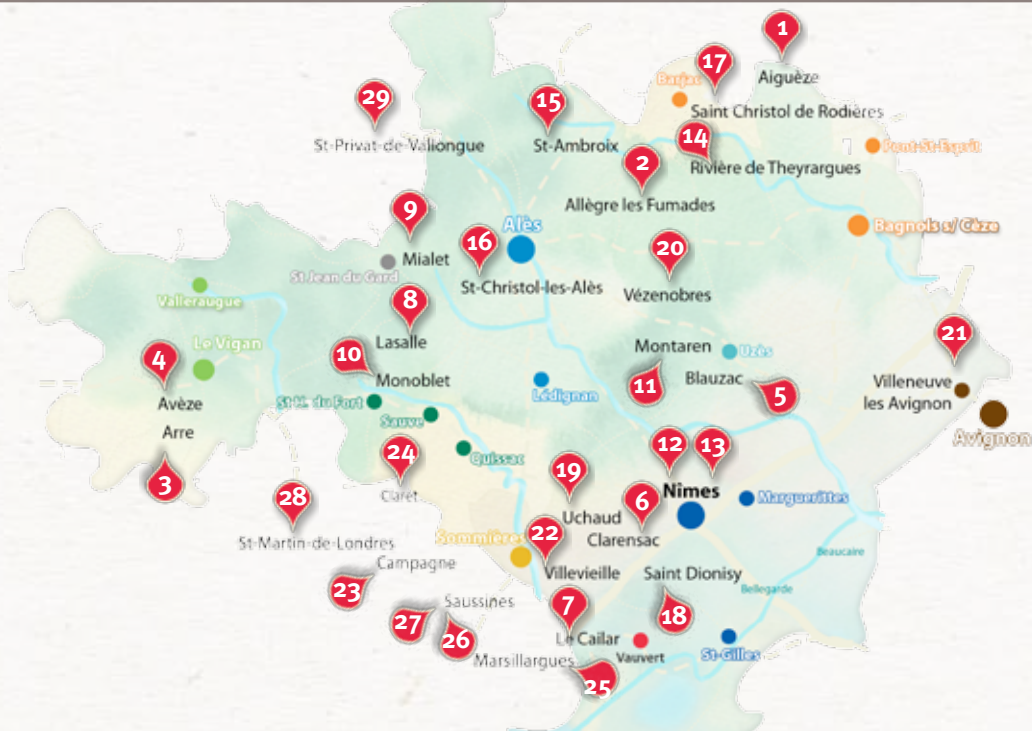 1
17
Aiguèze
Barjac
29
15
Saint Christol de Rodières
14
St-Privat-de-Vallongue
St-Ambroix
2
Pont-St-Esprit
Rivière de Theyrargues
9
Allègre les Fumades
Alès
Bagnols s/ Cèze
16
20
Mialet
St Jean du Gard
St-Christol-les-Alès
Vézenobres
Valleraugue
8
21
Le Vigan
Lasalle
Montaren
Uzès
4
10
Monoblet
11
Blauzac
5
Villeneuve
les Avignon
Lédignan
Avèze
St H. du Fort
Sauve
Avignon
Arre
24
12
13
Quissac
3
19
Claret
28
6
Nîmes
Marguerittes
Uchaud
22
Clarensac
Sommières
St-Martin-de-Londres
Beaucaire
Campagne
Villevieille
Saint Dionisy
23
Bellegarde
Saussines
7
18
27
26
Le Cailar
Vauvert
St-Gilles
Marsillargues
25